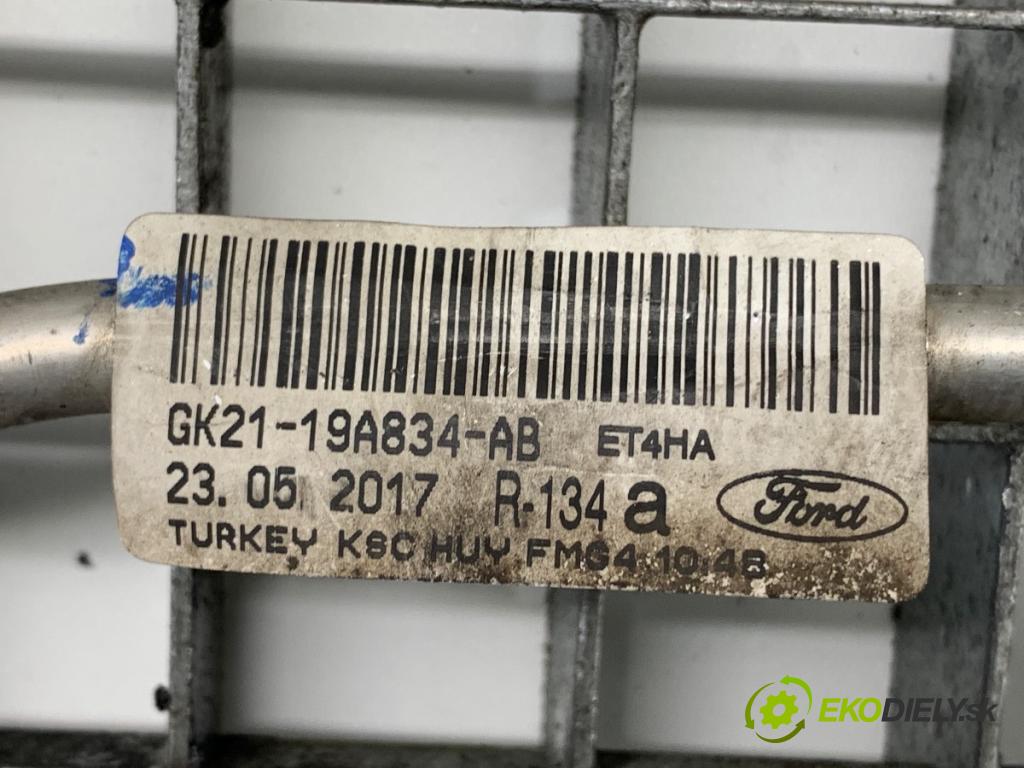 GK21-19A834-AB ET4HA
23.05.2017 R-134a Ford
TURKEY KSC HUY FMG4 10:48
EKODIELY.sk